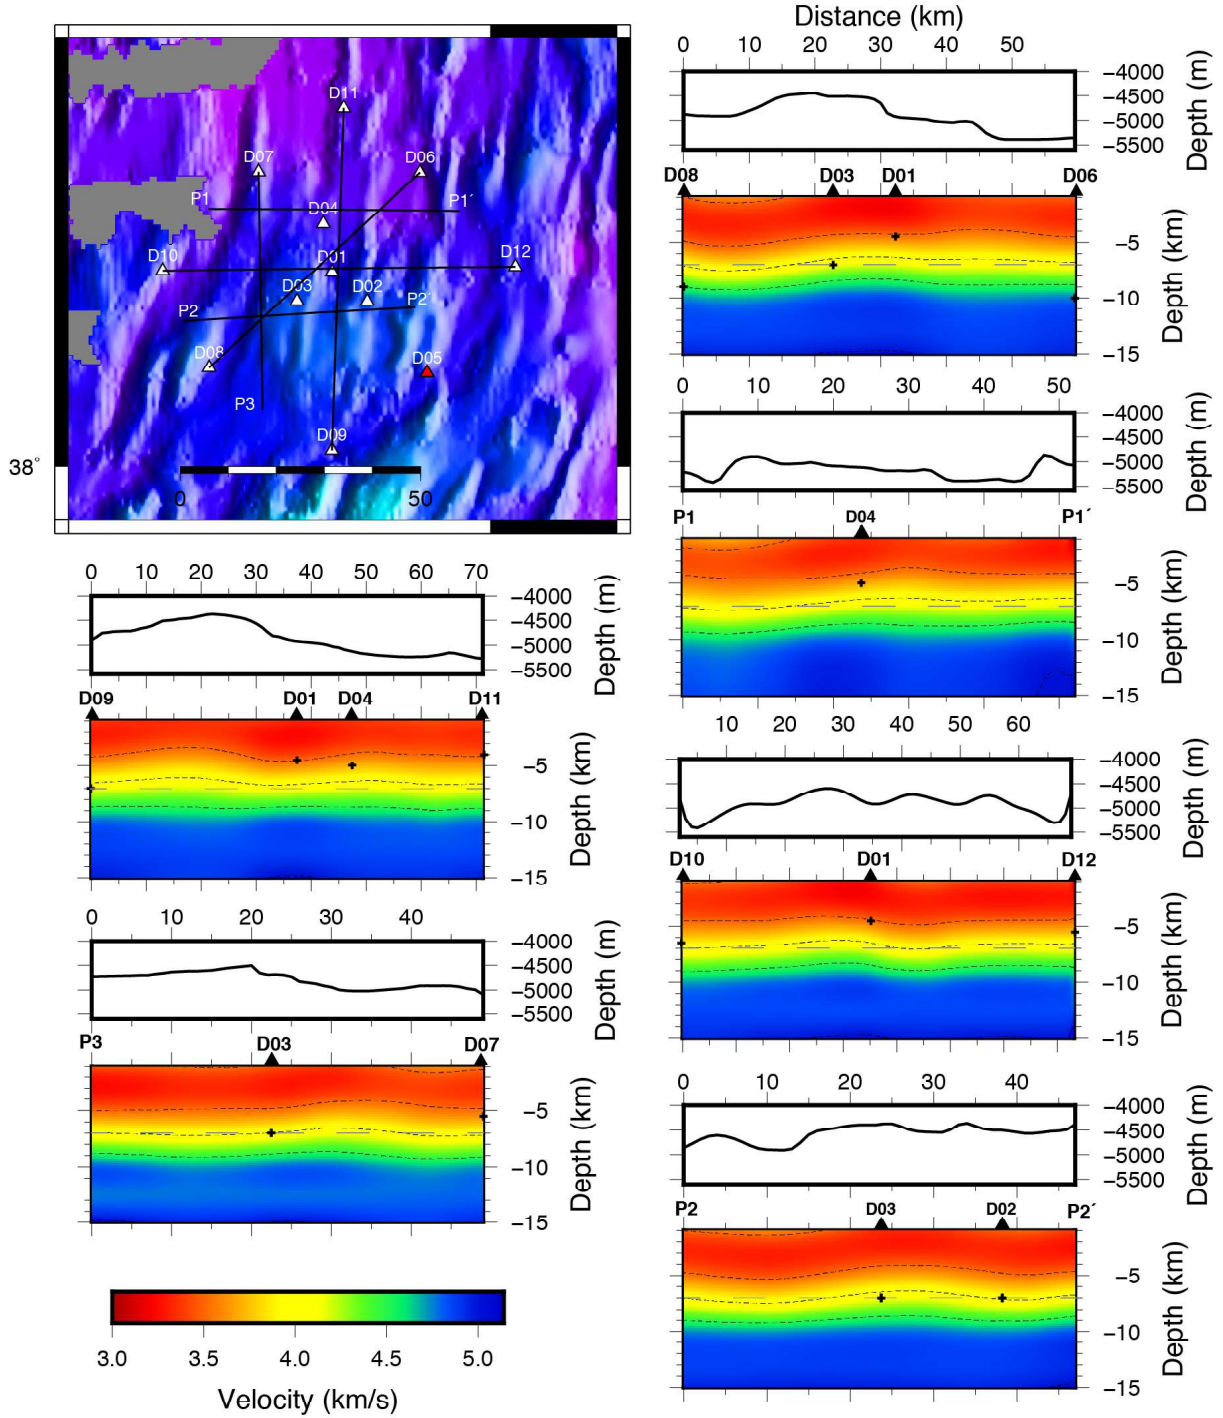 Distance (km)
0 10 20 30 40 50
-4000
-4500
-5000
-5500
Depth (m)
D08 D03 D01 D06
-5
-10
-15
Depth (km)
D11
D07
D06
P1
P1´
D04
D10
D01
D12
D03
D02
P2
P2´
D08
D05
P3
D09
38°
0 50
0 10 20 30 40 50
-4000
-4500
-5000
-5500
Depth (m)
P1 D04 P1´
-5
-10
-15
Depth (km)
0 10 20 30 40 50 60 70
-4000
-4500
-5000
-5500
Depth (m)
D09 D01 D04 D11
-5
-10
-15
Depth (km)
10 20 30 40 50 60
-4000
-4500
-5000
-5500
Depth (m)
D10 D01 D12
-5
-10
-15
Depth (km)
0 10 20 30 40
-4000
-4500
-5000
-5500
Depth (m)
P3 D03 D07
-5
-10
-15
Depth (km)
0 10 20 30 40
-4000
-4500
-5000
-5500
Depth (m)
P2 D03 D02 P2´
-5
-10
-15
Depth (km)
3.0 3.5 4.0 4.5 5.0
Velocity (km/s)